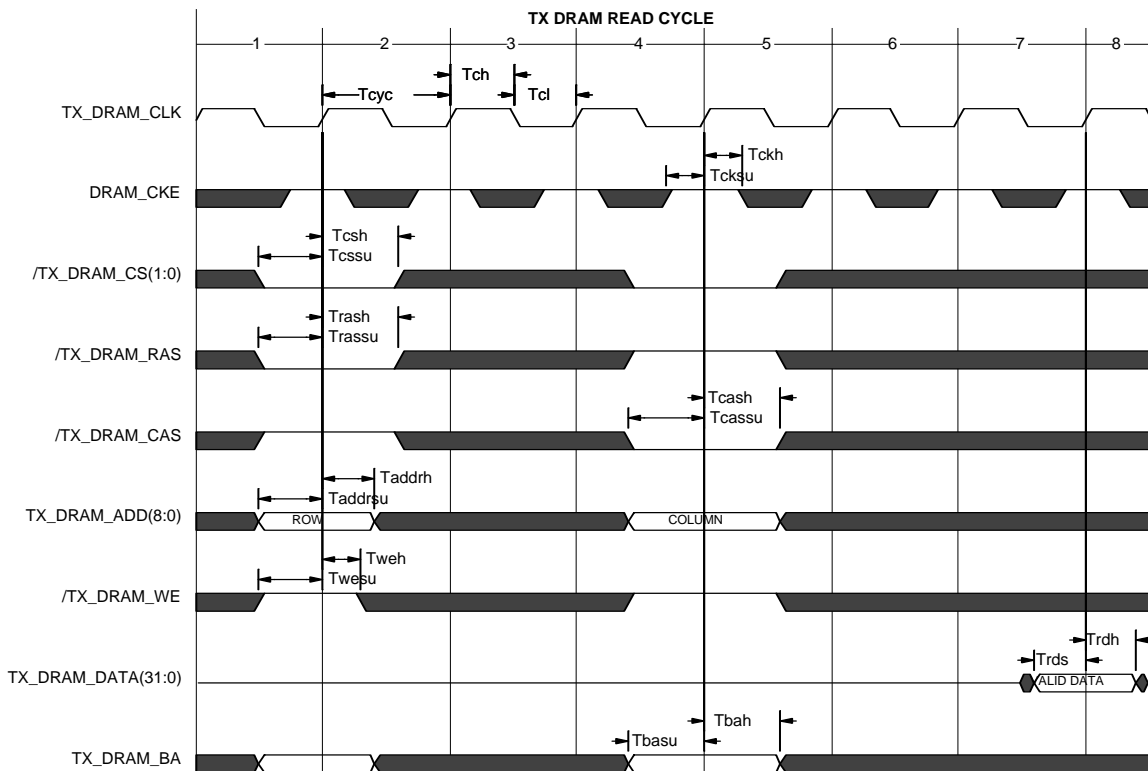 TX DRAM READ CYCLE
1 2 3 4 5 6 7 8
Tch
Tcyc Tcl
TX_DRAM_CLK
Tckh
Tcksu
DRAM_CKE
Tcsh
Tcssu
/TX_DRAM_CS(1:0)
Trash
Trassu
/TX_DRAM_RAS
Tcash
Tcassu
/TX_DRAM_CAS
Taddrh
Taddrsu
TX_DRAM_ADD(8:0)
ROW COLUMN
Tweh
Twesu
/TX_DRAM_WE
Trdh
Trds
TX_DRAM_DATA(31:0)
ALID DATA
Tbah
Tbasu
TX_DRAM_BA